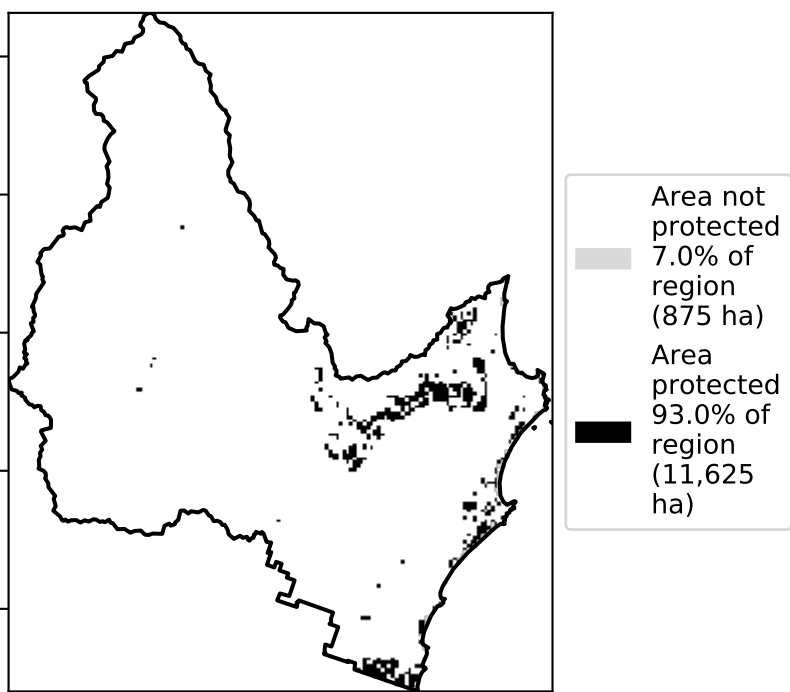 Area not
protected
7.0% of
region
(875 ha)
Area
protected
93.0% of
region
(11,625
ha)